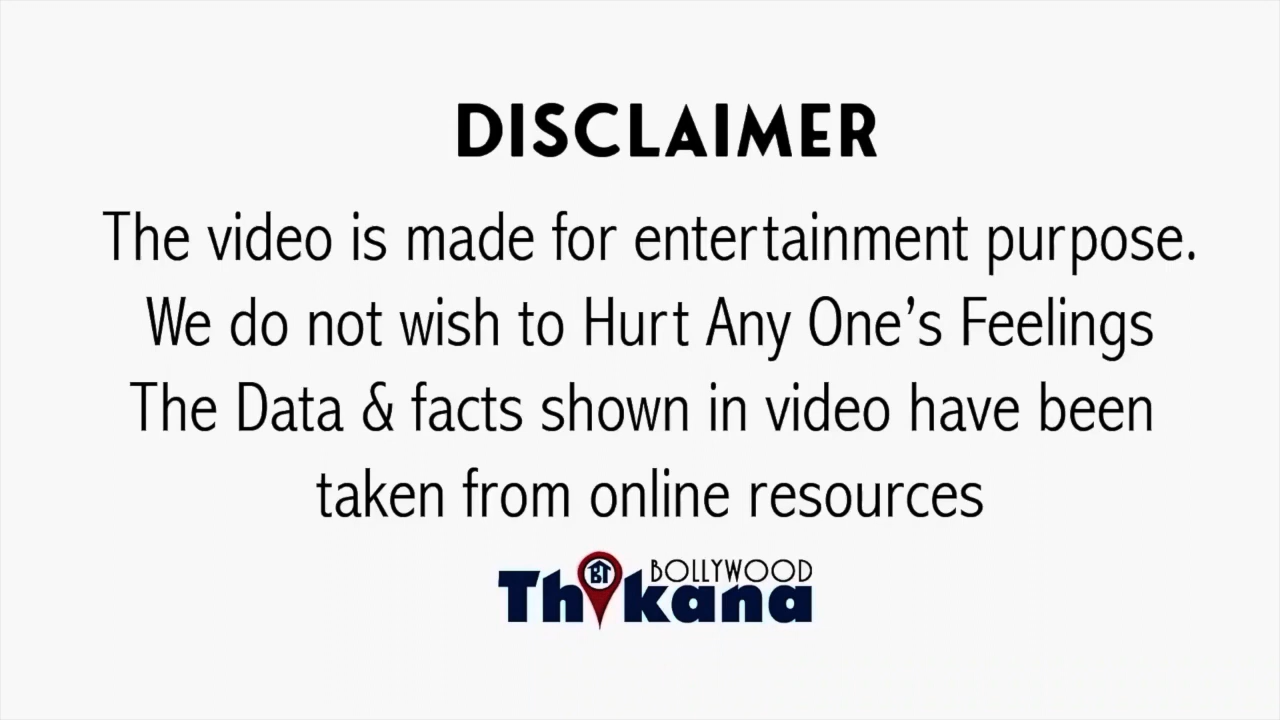 DISCLAIMER
The video is made for entertainment purpose.
We do not wish to Hurt Any One’s Feelings
The Data & facts shown in video have been
taken from online resources
BOLLYWOOD
BT
Thikana